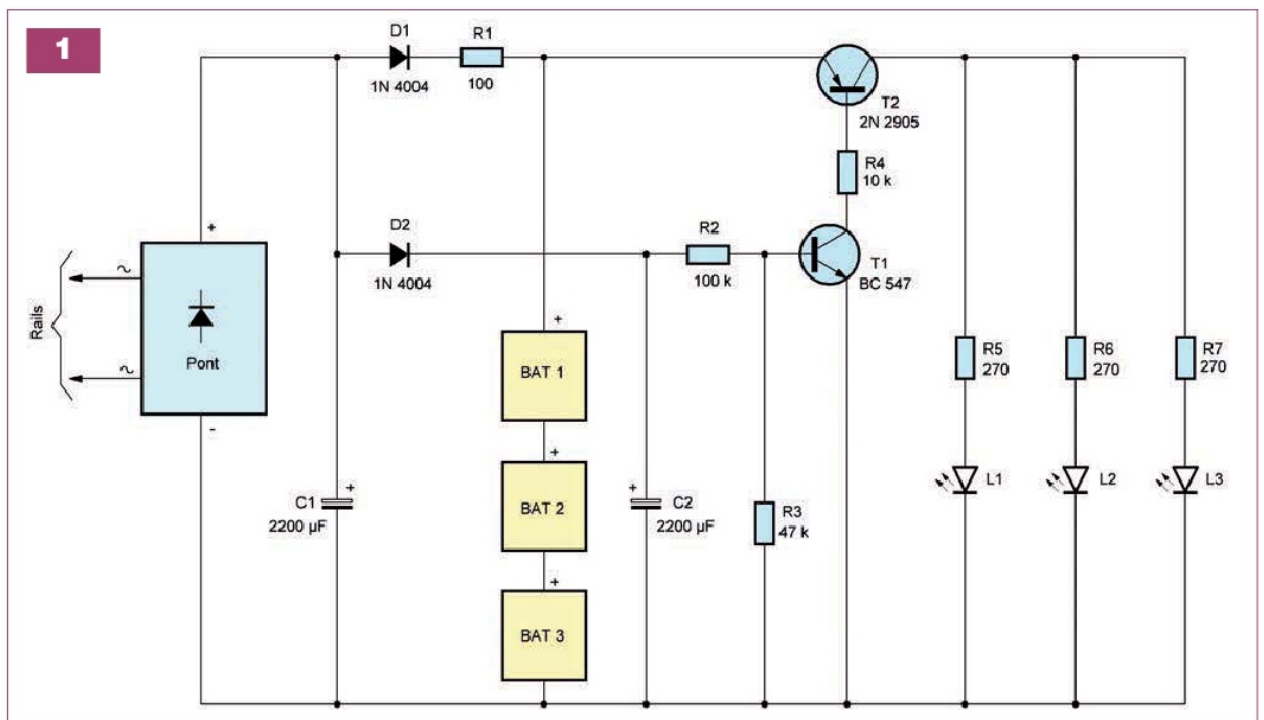 1
D1
1N 4004
R1
100
T2
2N 2905
R4
10 k
D2
1N 4004
R2
100 k
T1
BC 547
Rails
+
~
~
Pont
-
+
BAT 1
+
BAT 2
+
BAT 3
C1
+
2200 µF
+
C2
2200 µF
R3
47 k
R5
270
R6
270
R7
270
L1
L2
L3